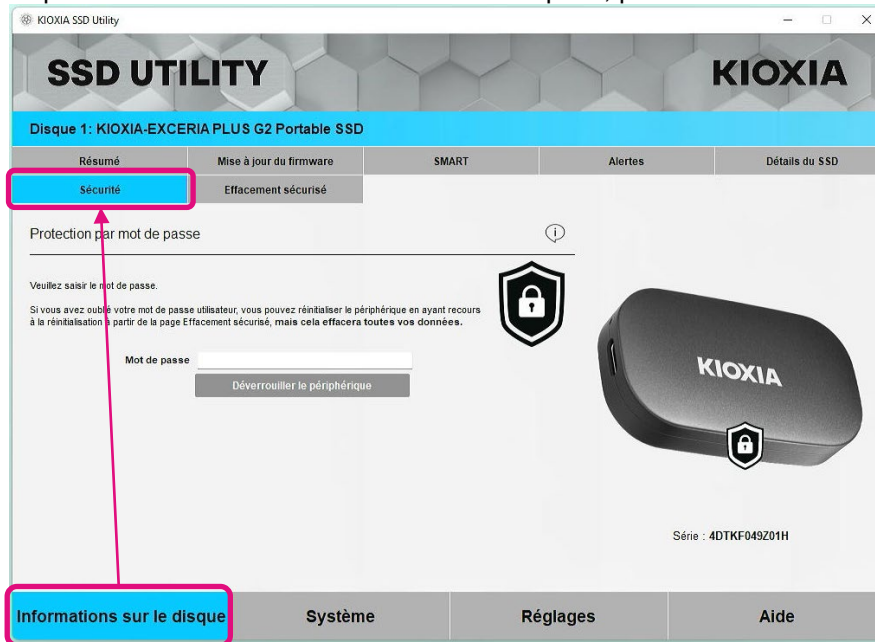 KIOXIA SSD Utility
SSD UTILITY
KIOXIA
Disque 1: KIOXIA-EXCERIA PLUS G2 Portable SSD
Résumé
Mise à jour du firmware
SMART
Alertes
Détails du SSD
Sécurité
Effacement sécurisé
Protection par mot de passe
Veuillez saisir le mot de passe.
Si vous avez oublié votre mot de passe utilisateur, vous pouvez réinitialiser le périphérique en ayant recours
à la réinitialisation à partir de la page Effacement sécurisé, mais cela effacera toutes vos données.
Mot de passe
Déverrouiller le périphérique
KIOXIA
Série : 4DTKF049Z01H
Informations sur le disque
Système
Réglages
Aide